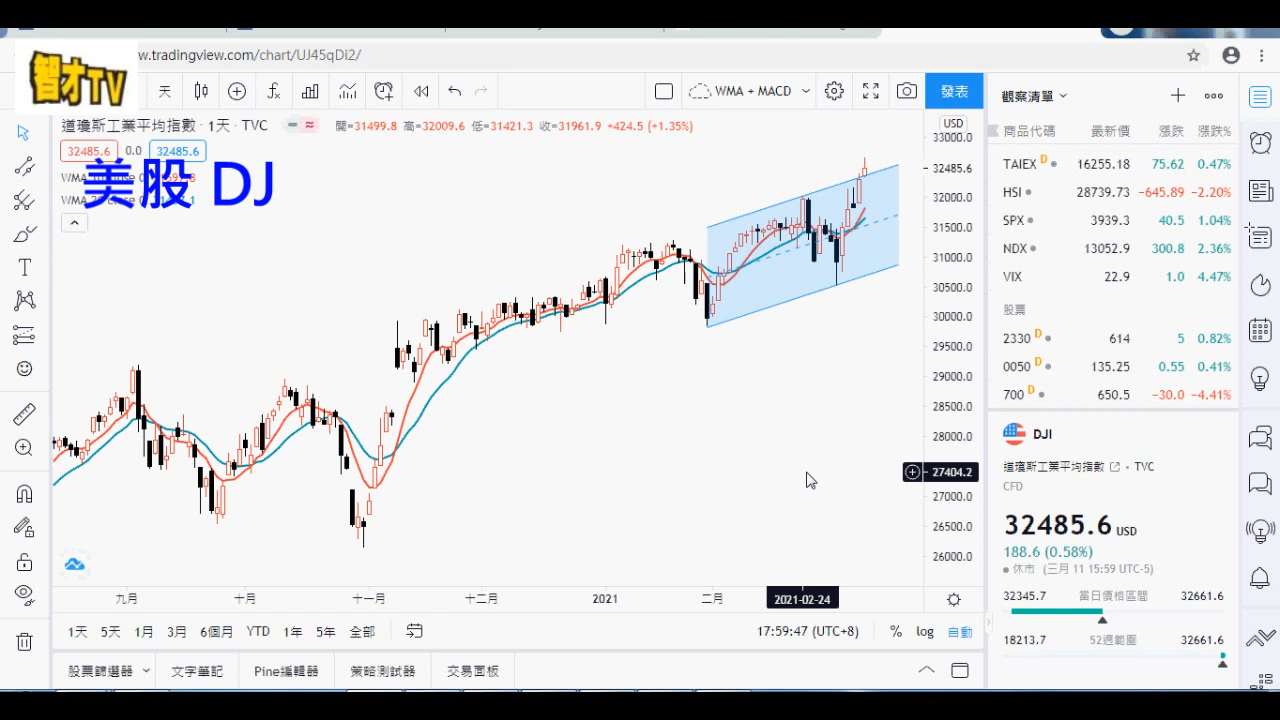 w.tradingview.com/chart/UJ45qDi2/
智才TV
天
WMA + MACD
發表
觀察清單
道瓊斯工業平均指數 · 1天 · TVC 開=31499.8 高=32009.6 低=31421.3 收=31961.9 +424.5 (+1.35%)
32485.6 0.0 32485.6
美股 DJ
USD
33000.0
32485.6
32000.0
31500.0
31000.0
30500.0
30000.0
29500.0
29000.0
28500.0
28000.0
27404.2
27000.0
26500.0
26000.0
九月 十月 十一月 十二月 2021 二月 2021-02-24
1天 5天 1月 3月 6個月 YTD 1年 5年 全部
17:59:47 (UTC+8) % log 自動
股票篩選器 文字筆記 Pine編輯器 策略測試器 交易面板
商品代碼 最新價 漲跌 漲跌%
TAIEX D 16255.18 75.62 0.47%
HSI 28739.73 -645.89 -2.20%
SPX 3939.3 40.5 1.04%
NDX 13052.9 300.8 2.36%
VIX 22.9 1.0 4.47%
股票
2330 D 614 5 0.82%
0050 D 135.25 0.55 0.41%
700 D 650.5 -30.0 -4.41%
DJI
道瓊斯工業平均指數 · TVC
CFD
32485.6 USD
188.6 (0.58%)
休市 (三月 11 15:59 UTC-5)
32345.7 當日價格區間 32661.6
18213.7 52週範圍 32661.6